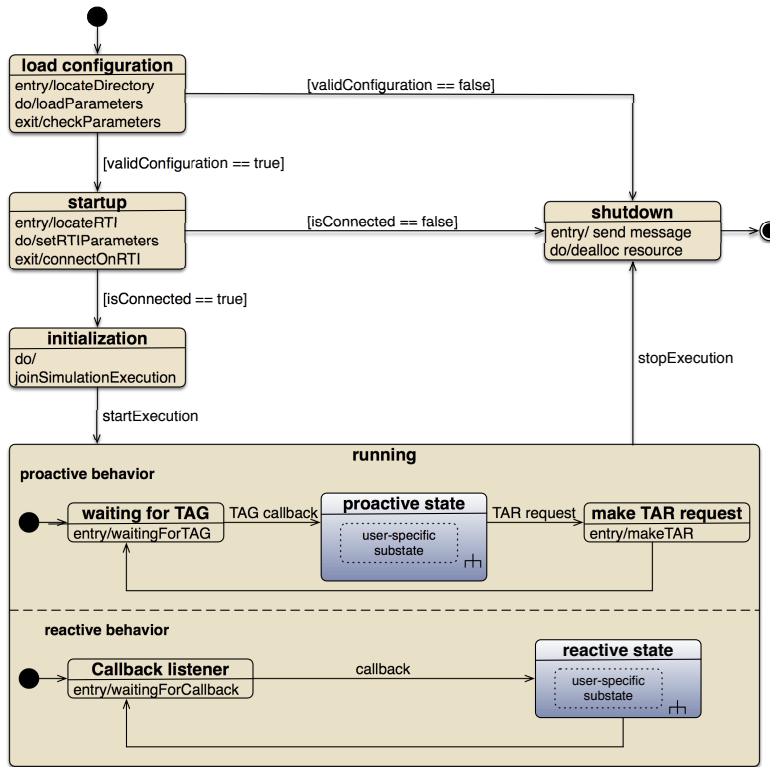 load configuration
entry/locateDirectory
do/loadParameters
exit/checkParameters
[validConfiguration == false]
[validConfiguration == true]
startup
entry/locateRTI
do/setRTIParameters
exit/connectOnRTI
[isConnected == false]
shutdown
entry/ send message
do/dealloc resource
[isConnected == true]
initialization
do/
joinSimulationExecution
stopExecution
startExecution
running
proactive behavior
waiting for TAG
entry/waitingForTAG
TAG callback
proactive state
user-specific
substate
TAR request
make TAR request
entry/makeTAR
reactive behavior
Callback listener
entry/waitingForCallback
callback
reactive state
user-specific
substate